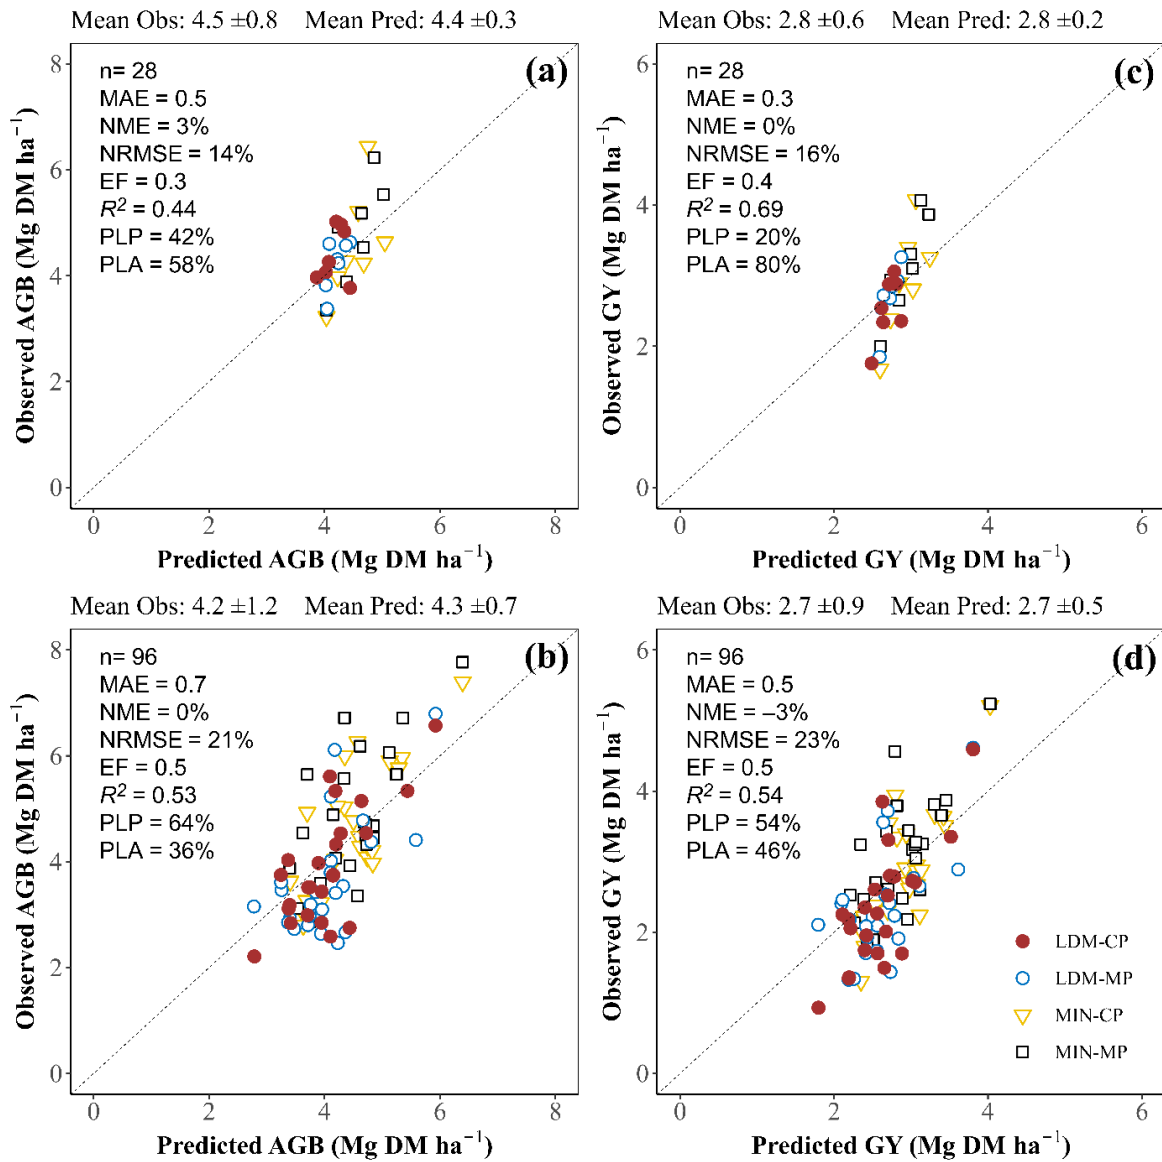 Mean Obs: 4.5 ±0.8 Mean Pred: 4.4 ±0.3
(a)
n= 28
MAE = 0.5
NME = 3%
NRMSE = 14%
EF = 0.3
R² = 0.44
PLP = 42%
PLA = 58%
8
6
4
2
0
Observed AGB (Mg DM ha⁻¹)
0 2 4 6 8
Predicted AGB (Mg DM ha⁻¹)
Mean Obs: 2.8 ±0.6 Mean Pred: 2.8 ±0.2
(c)
n= 28
MAE = 0.3
NME = 0%
NRMSE = 16%
EF = 0.4
R² = 0.69
PLP = 20%
PLA = 80%
6
4
2
0
Observed GY (Mg DM ha⁻¹)
0 2 4 6
Predicted GY (Mg DM ha⁻¹)
Mean Obs: 4.2 ±1.2 Mean Pred: 4.3 ±0.7
(b)
n= 96
MAE = 0.7
NME = 0%
NRMSE = 21%
EF = 0.5
R² = 0.53
PLP = 64%
PLA = 36%
8
6
4
2
0
Observed AGB (Mg DM ha⁻¹)
0 2 4 6 8
Predicted AGB (Mg DM ha⁻¹)
Mean Obs: 2.7 ±0.9 Mean Pred: 2.7 ±0.5
(d)
n= 96
MAE = 0.5
NME = −3%
NRMSE = 23%
EF = 0.5
R² = 0.54
PLP = 54%
PLA = 46%
6
4
2
0
Observed GY (Mg DM ha⁻¹)
LDM-CP
LDM-MP
MIN-CP
MIN-MP
0 2 4 6
Predicted GY (Mg DM ha⁻¹)